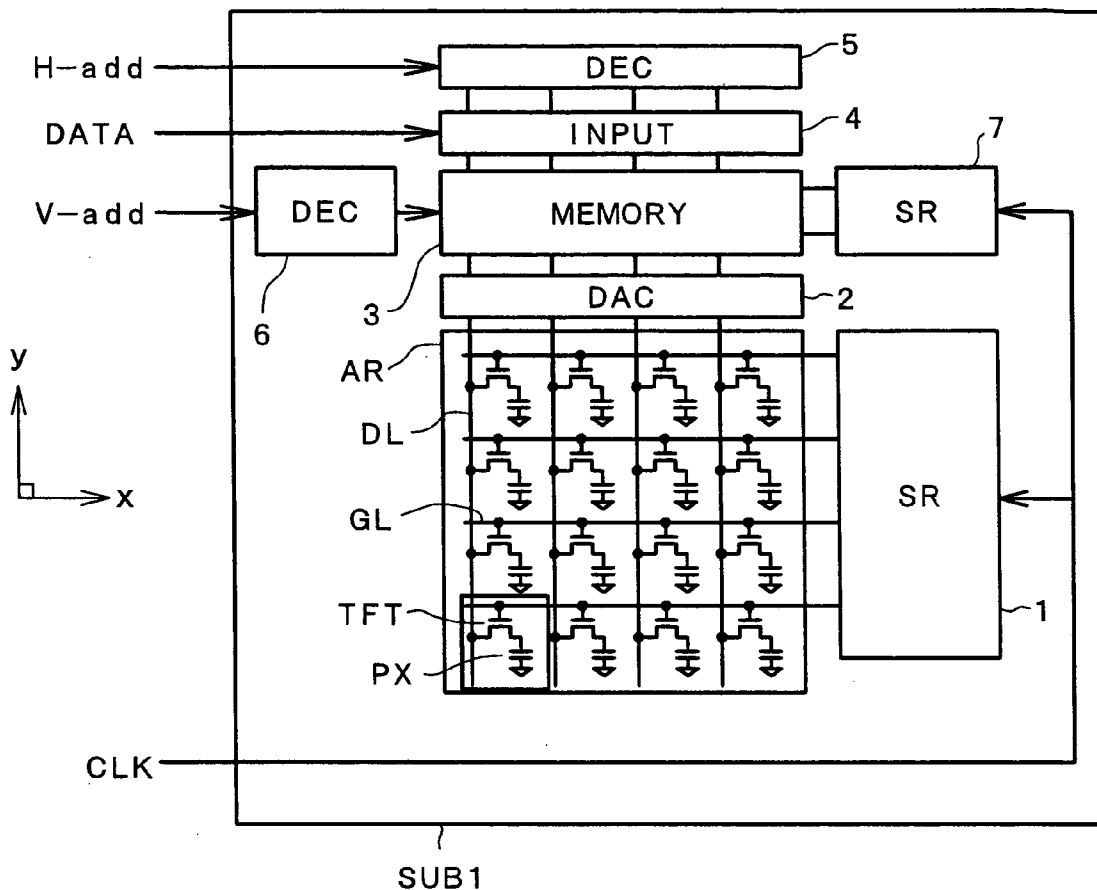 5
H-add
DEC
DATA
INPUT
4
7
V-add
DEC
MEMORY
SR
6
3
DAC
2
y
AR
DL
x
GL
SR
TFT
1
PX
CLK
SUB1